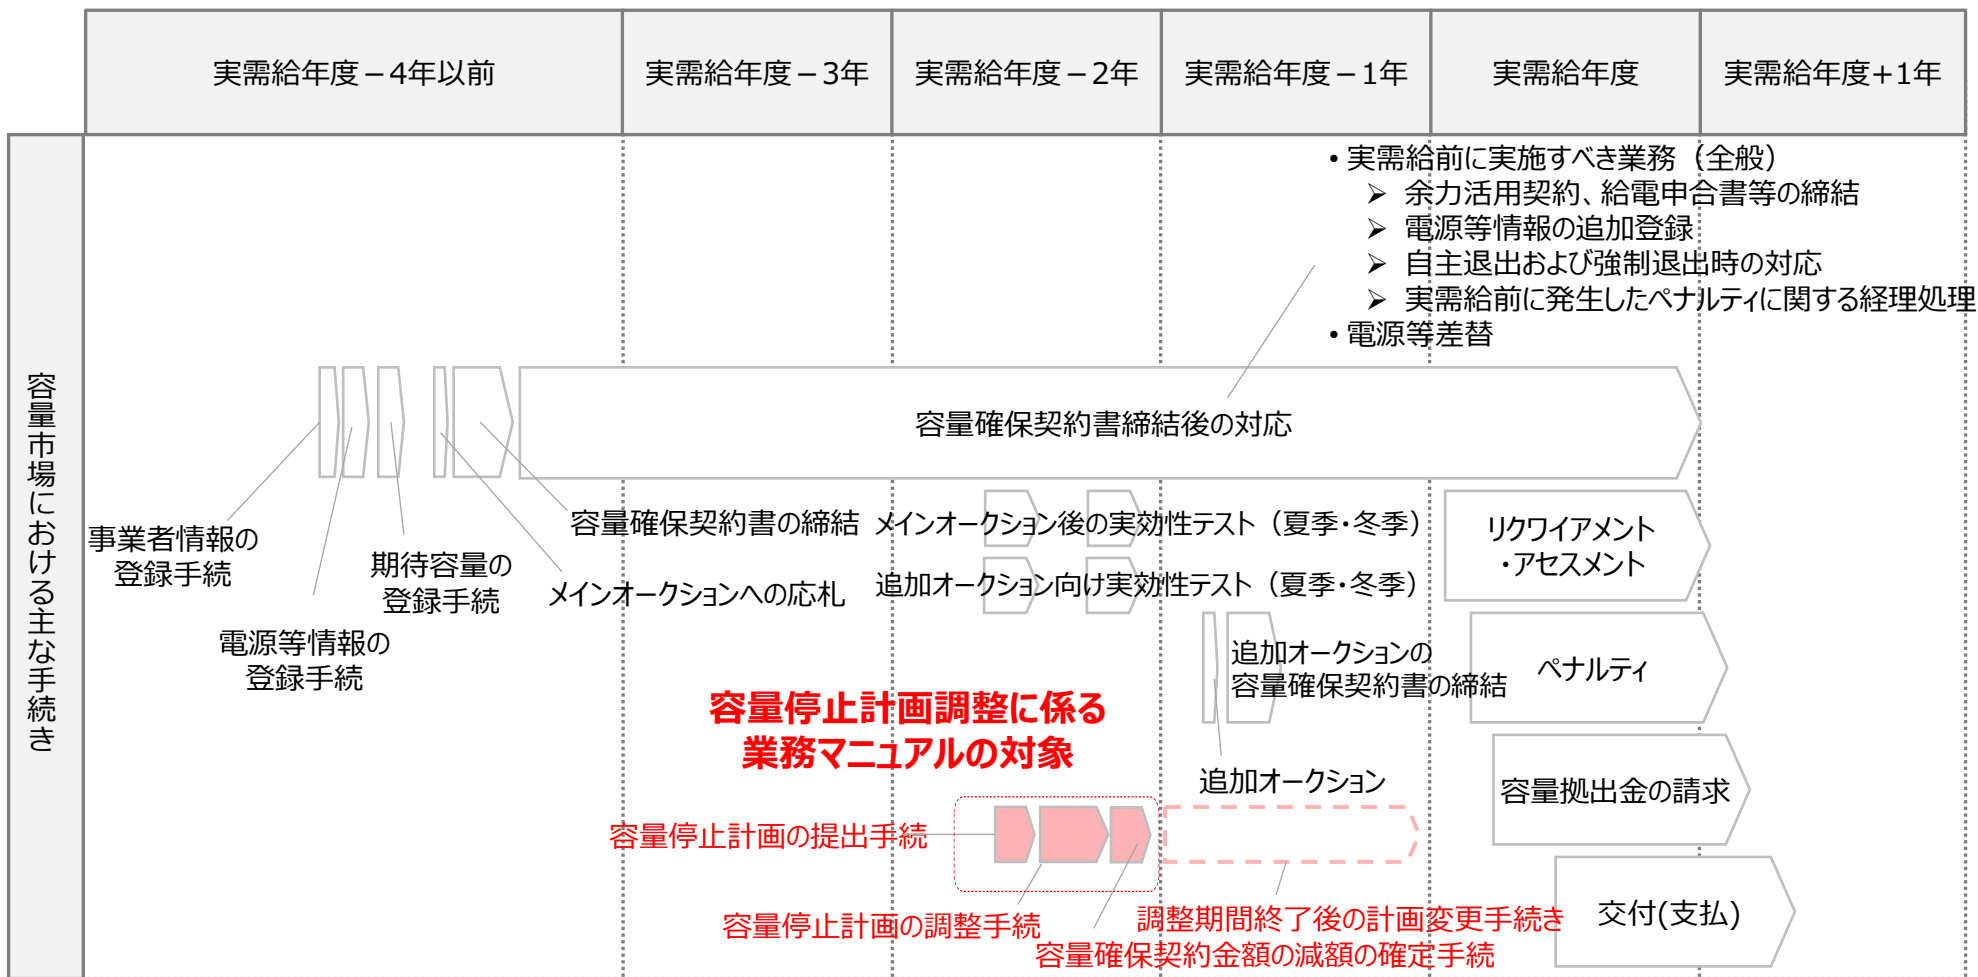 実需給年度－4年以前
実需給年度－3年
実需給年度－2年
実需給年度－1年
実需給年度
実需給年度+1年
容量市場における主な手続き
• 実需給前に実施すべき業務（全般）
➢ 余力活用契約、給電申合書等の締結
➢ 電源等情報の追加登録
➢ 自主退出および強制退出時の対応
➢ 実需給前に発生したペナルティに関する経理処理
• 電源等差替
容量確保契約書締結後の対応
事業者情報の
登録手続
電源等情報の
登録手続
期待容量の
登録手続
メインオークションへの応札
容量確保契約書の締結
メインオークション後の実効性テスト（夏季・冬季）
追加オークション向け実効性テスト（夏季・冬季）
リクワイアメント
・アセスメント
追加オークションの
容量確保契約書の締結
ペナルティ
追加オークション
容量停止計画調整に係る
業務マニュアルの対象
容量拠出金の請求
容量停止計画の提出手続
容量停止計画の調整手続
調整期間終了後の計画変更手続き
容量確保契約金額の減額の確定手続
交付(支払)